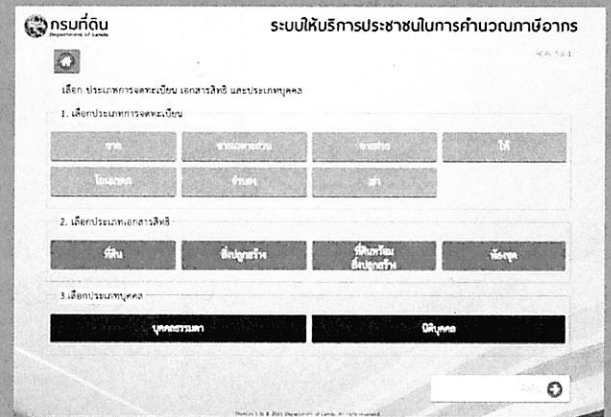 กรมที่ดิน
Department of Lands
ระบบให้บริการประชาชนในการคำนวณภาษีอากร
เลือก ประเภทการจดทะเบียน เอกสารสิทธิ และประเภทบุคคล
1. เลือกประเภทการจดทะเบียน
ขาย ขายเฉพาะส่วน ขายฝาก ให้
โอนมรดก จำนอง เช่า
2. เลือกประเภทเอกสารสิทธิ
ที่ดิน สิ่งปลูกสร้าง ที่ดินพร้อม ห้องชุด
สิ่งปลูกสร้าง
3.เลือกประเภทบุคคล
บุคคลธรรมดา นิติบุคคล